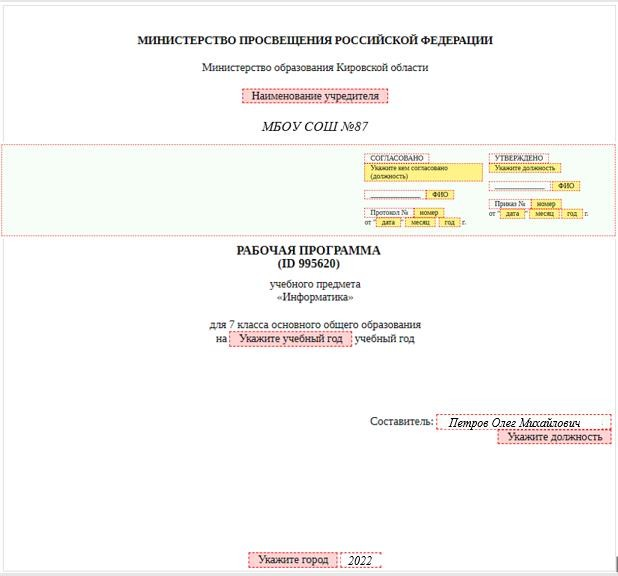 МИНИСТЕРСТВО ПРОСВЕЩЕНИЯ РОССИЙСКОЙ ФЕДЕРАЦИИ
Министерство образования Кировской области
Наименование учредителя
МБОУ СОШ №87
СОГЛАСОВАНО
Укажите кем согласовано
(должность)
______________ ФИО
Протокол № номер
от "дата" месяц год г.
УТВЕРЖДЕНО
Укажите должность
______________ ФИО
Приказ № номер
от "дата" месяц год г.
РАБОЧАЯ ПРОГРАММА
(ID 995620)
учебного предмета
«Информатика»
для 7 класса основного общего образования
на Укажите учебный год учебный год
Составитель: Петров Олег Михайлович
Укажите должность
Укажите город 2022